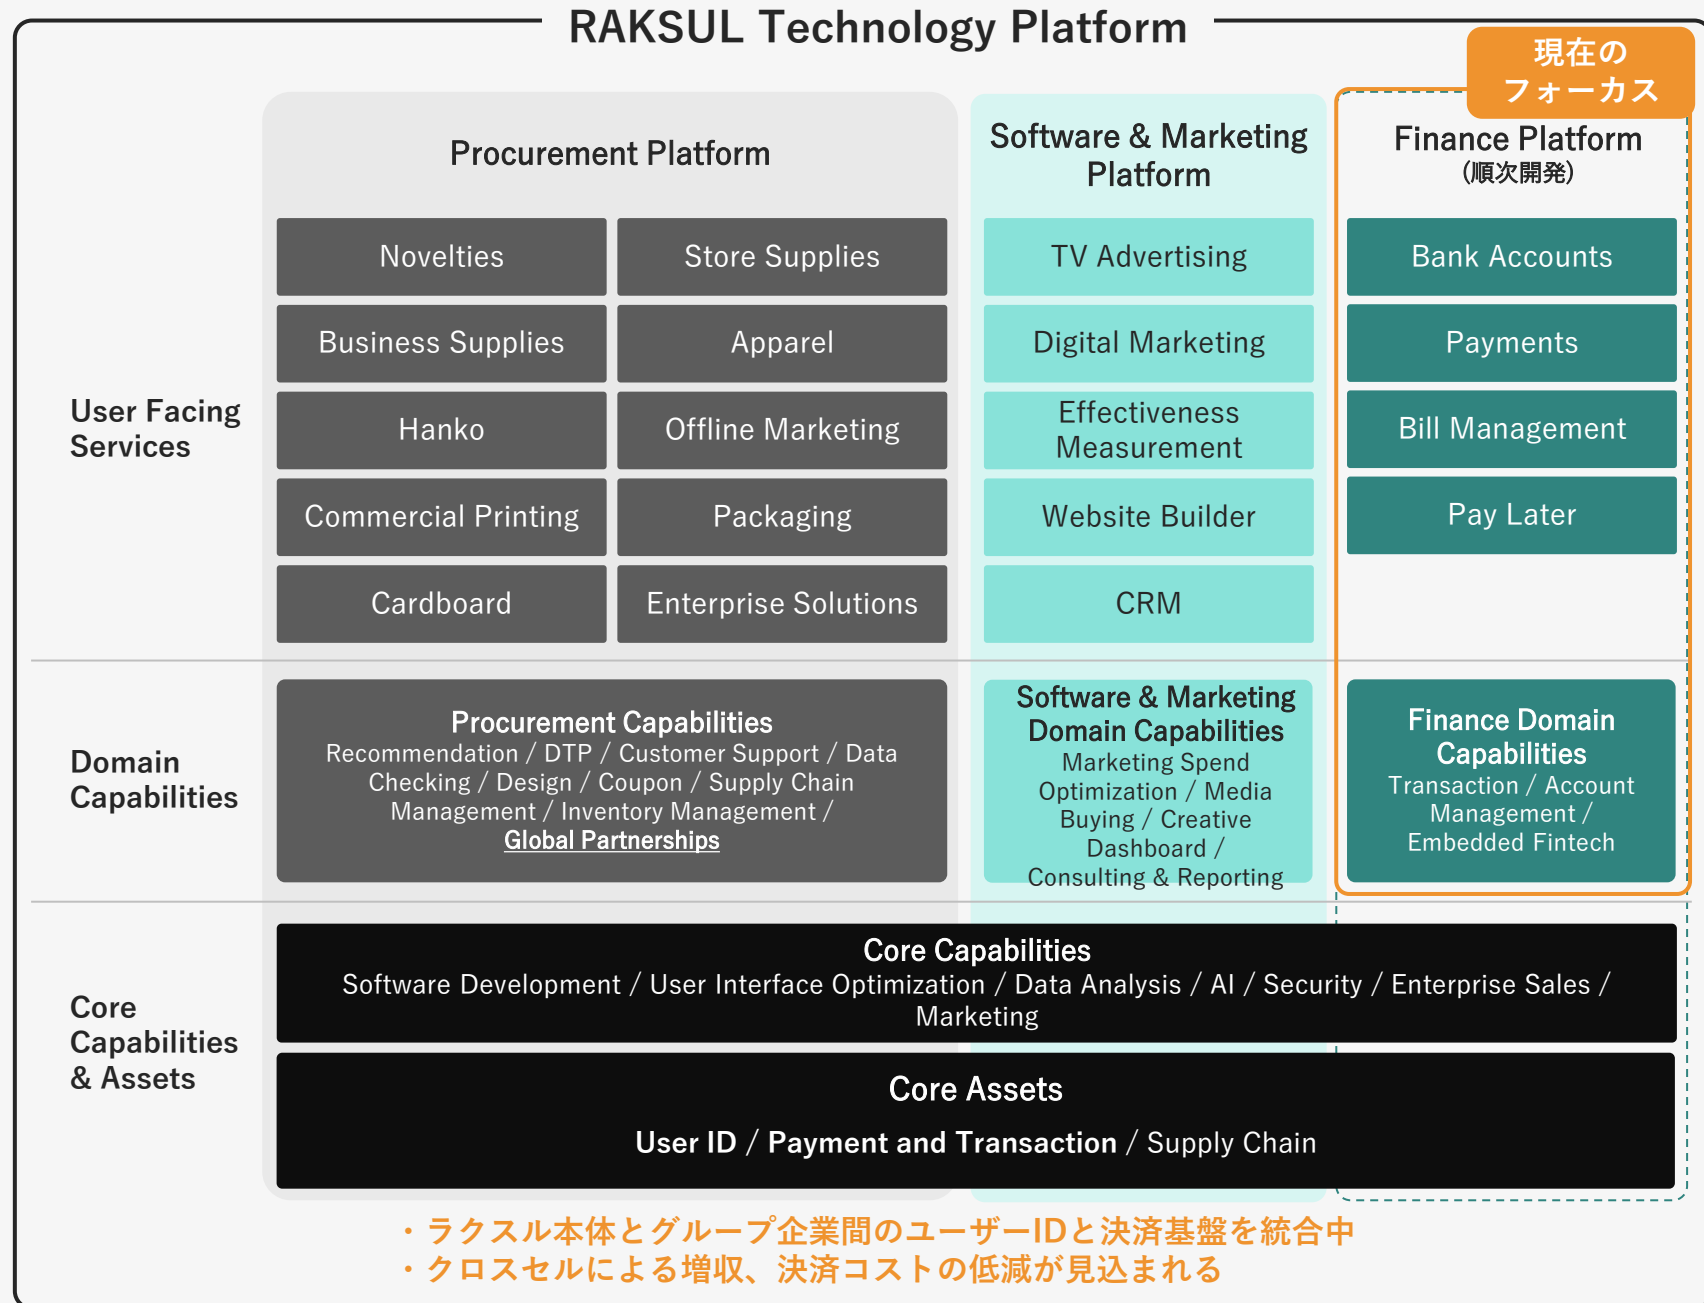 RAKSUL Technology Platform
現在の
フォーカス
Procurement Platform
Software & Marketing
Platform
Finance Platform
(順次開発)
User Facing
Services
Novelties
Store Supplies
Business Supplies
Apparel
Hanko
Offline Marketing
Commercial Printing
Packaging
Cardboard
Enterprise Solutions
TV Advertising
Digital Marketing
Effectiveness
Measurement
Website Builder
CRM
Bank Accounts
Payments
Bill Management
Pay Later
Domain
Capabilities
Procurement Capabilities
Recommendation / DTP / Customer Support / Data
Checking / Design / Coupon / Supply Chain
Management / Inventory Management /
Global Partnerships
Software & Marketing
Domain Capabilities
Marketing Spend
Optimization / Media
Buying / Creative
Dashboard /
Consulting & Reporting
Finance Domain
Capabilities
Transaction / Account
Management /
Embedded Fintech
Core
Capabilities
& Assets
Core Capabilities
Software Development / User Interface Optimization / Data Analysis / AI / Security / Enterprise Sales /
Marketing
Core Assets
User ID / Payment and Transaction / Supply Chain
・ラクスル本体とグループ企業間のユーザーIDと決済基盤を統合中
・クロスセルによる増収、決済コストの低減が見込まれる